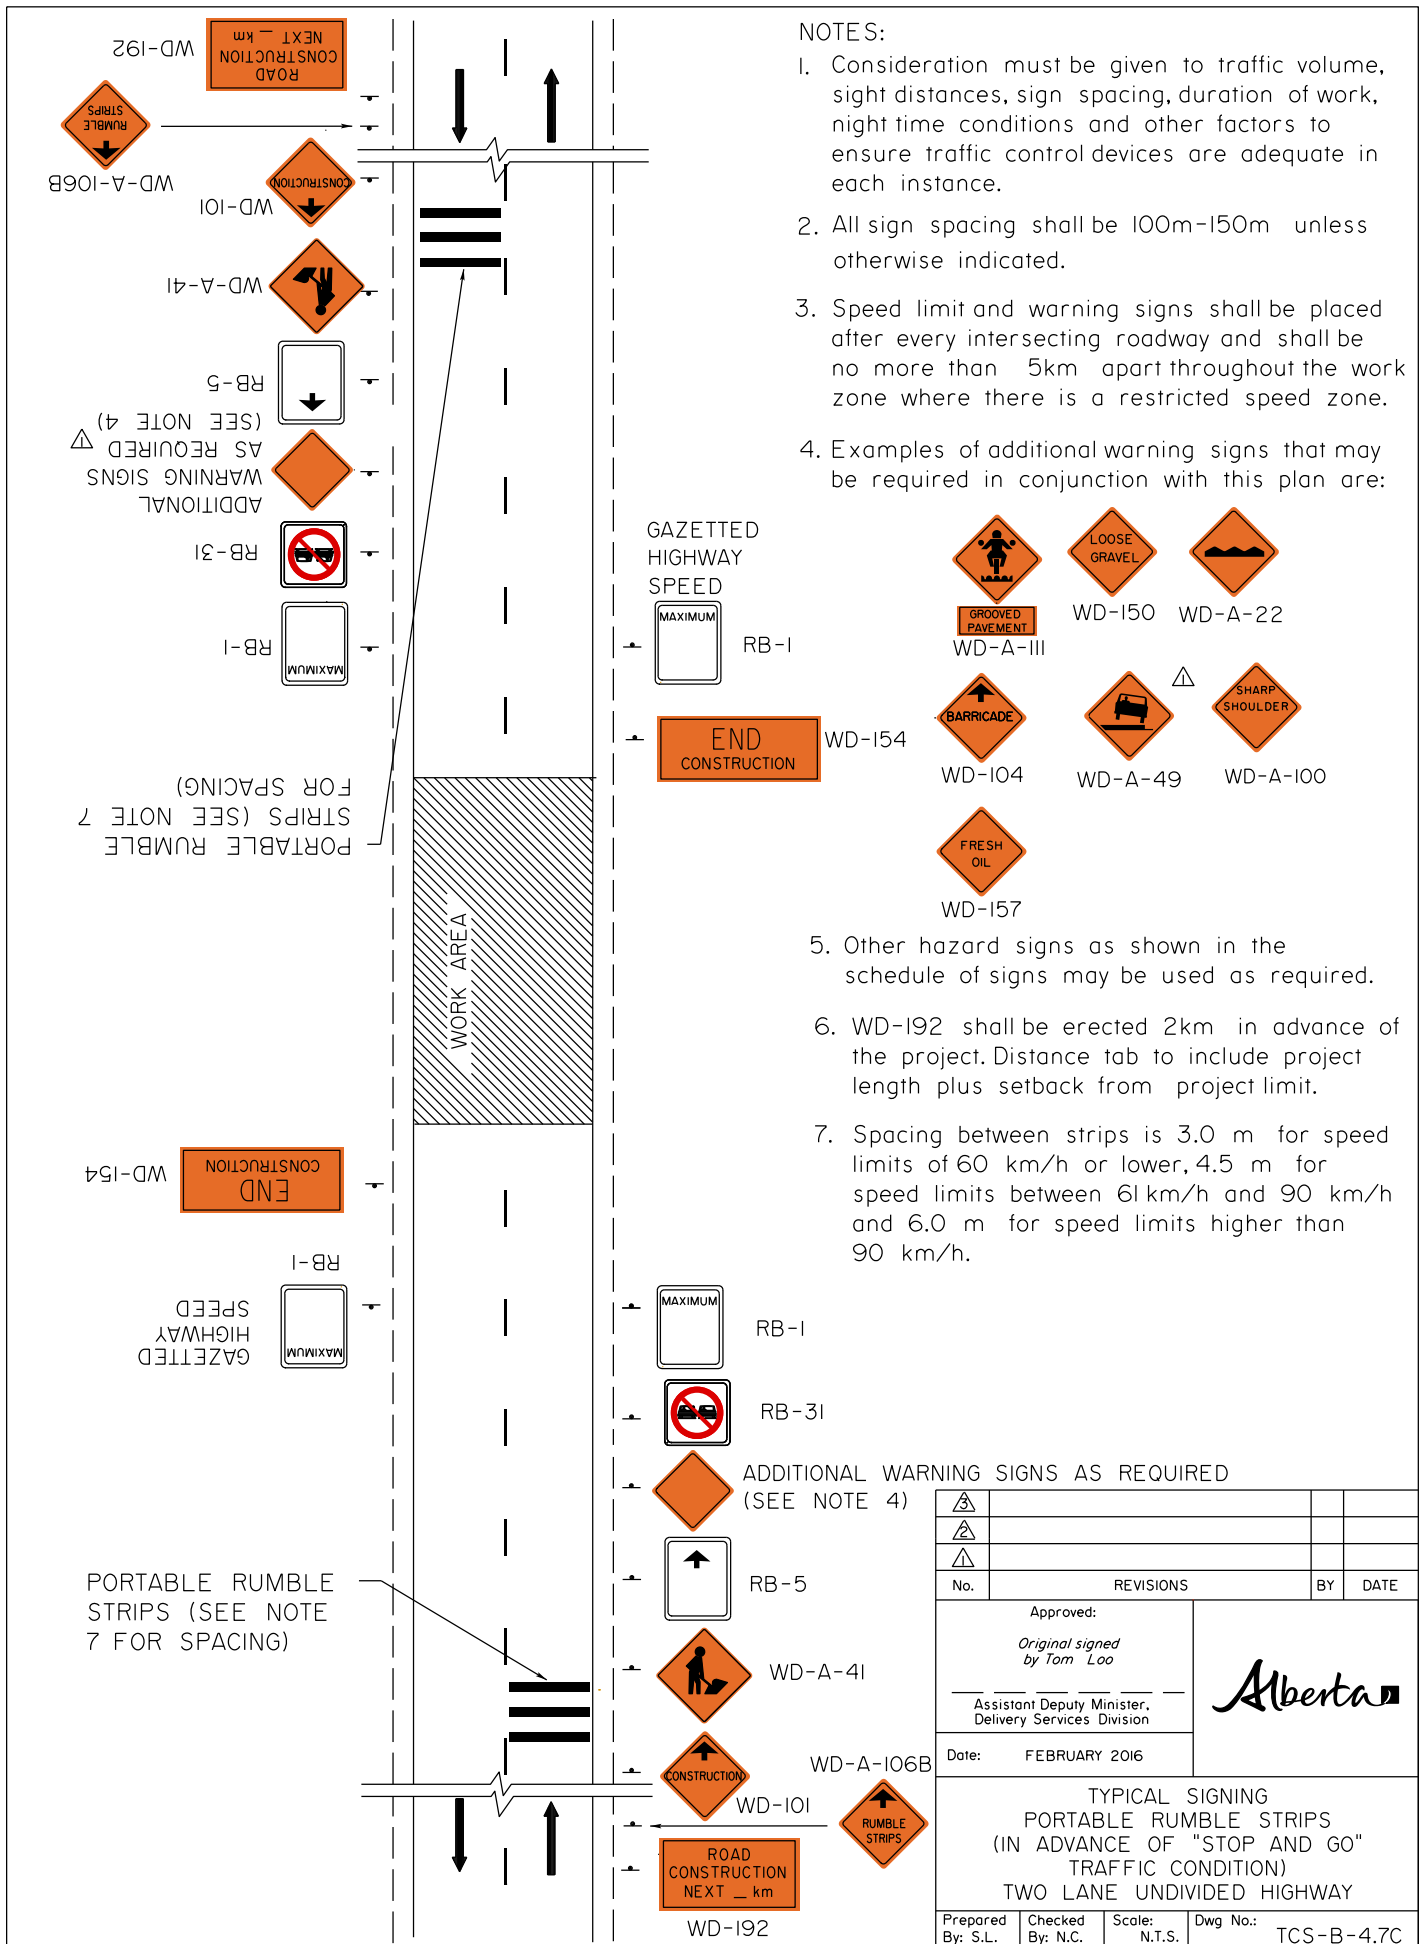 WD-192
ROAD
CONSTRUCTION
NEXT _ km
RUMBLE
STRIPS
WD-A-106B
CONSTRUCTION
WD-101
WD-A-41
RB-5
ADDITIONAL
WARNING SIGNS
AS REQUIRED
(SEE NOTE 4)
1
RB-31
RB-1
MAXIMUM
PORTABLE RUMBLE
STRIPS (SEE NOTE 7
FOR SPACING)
GAZETTED
HIGHWAY
SPEED
MAXIMUM
RB-1
END
CONSTRUCTION
WD-154
WORK AREA
WD-154
END
CONSTRUCTION
RB-1
MAXIMUM
GAZETTED
HIGHWAY
SPEED
MAXIMUM
RB-1
RB-31
ADDITIONAL WARNING SIGNS AS REQUIRED
(SEE NOTE 4)
RB-5
PORTABLE RUMBLE
STRIPS (SEE NOTE
7 FOR SPACING)
WD-A-41
CONSTRUCTION
WD-101
WD-A-106B
RUMBLE
STRIPS
ROAD
CONSTRUCTION
NEXT _ km
WD-192
NOTES:
1. Consideration must be given to traffic volume,
sight distances, sign spacing, duration of work,
night time conditions and other factors to
ensure traffic control devices are adequate in
each instance.
2. All sign spacing shall be 100m-150m unless
otherwise indicated.
3. Speed limit and warning signs shall be placed
after every intersecting roadway and shall be
no more than 5km apart throughout the work
zone where there is a restricted speed zone.
4. Examples of additional warning signs that may
be required in conjunction with this plan are:
GROOVED
PAVEMENT
WD-A-111
LOOSE
GRAVEL
WD-150
WD-A-22
BARRICADE
WD-104
WD-A-49
1
SHARP
SHOULDER
WD-A-100
FRESH
OIL
WD-157
5. Other hazard signs as shown in the
schedule of signs may be used as required.
6. WD-192 shall be erected 2km in advance of
the project. Distance tab to include project
length plus setback from project limit.
7. Spacing between strips is 3.0 m for speed
limits of 60 km/h or lower, 4.5 m for
speed limits between 61 km/h and 90 km/h
and 6.0 m for speed limits higher than
90 km/h.
3
2
1
No. REVISIONS BY DATE
Approved:
Original signed
by Tom Loo
Assistant Deputy Minister,
Delivery Services Division
Alberta
Date: FEBRUARY 2016
TYPICAL SIGNING
PORTABLE RUMBLE STRIPS
(IN ADVANCE OF "STOP AND GO"
TRAFFIC CONDITION)
TWO LANE UNDIVIDED HIGHWAY
Prepared
By: S.L.
Checked
By: N.C.
Scale:
N.T.S.
Dwg No.:
TCS-B-4.7C